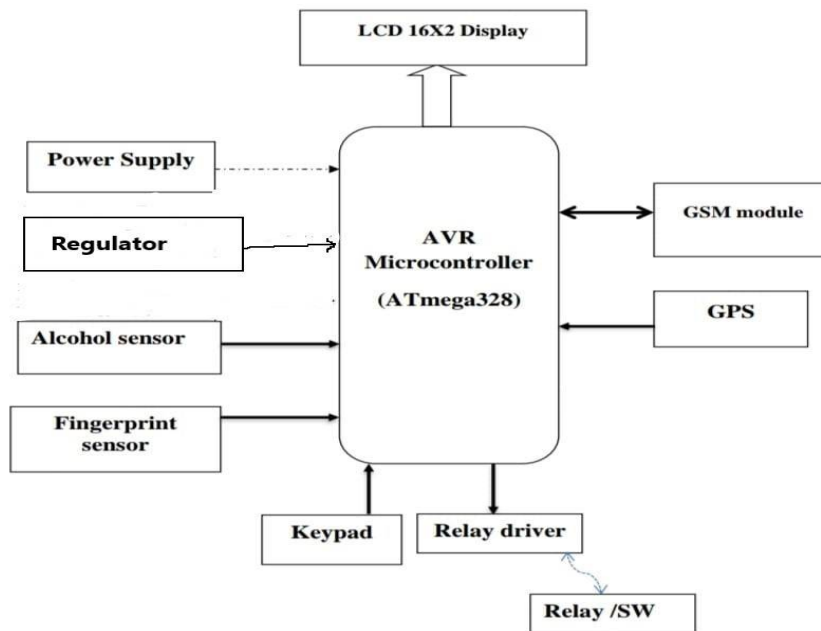 LCD 16X2 Display
Power Supply
Regulator
Alcohol sensor
Fingerprint
sensor
AVR
Microcontroller
(ATmega328)
GSM module
GPS
Keypad
Relay driver
Relay /SW